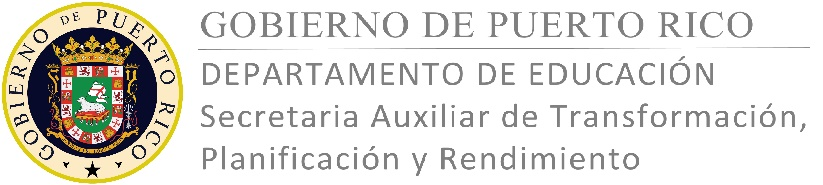 GOBIERNO DE PUERTO RICO
GOBIERNO DE PUERTO RICO
DEPARTAMENTO DE EDUCACIÓN
Secretaria Auxiliar de Transformación,
Planificación y Rendimiento